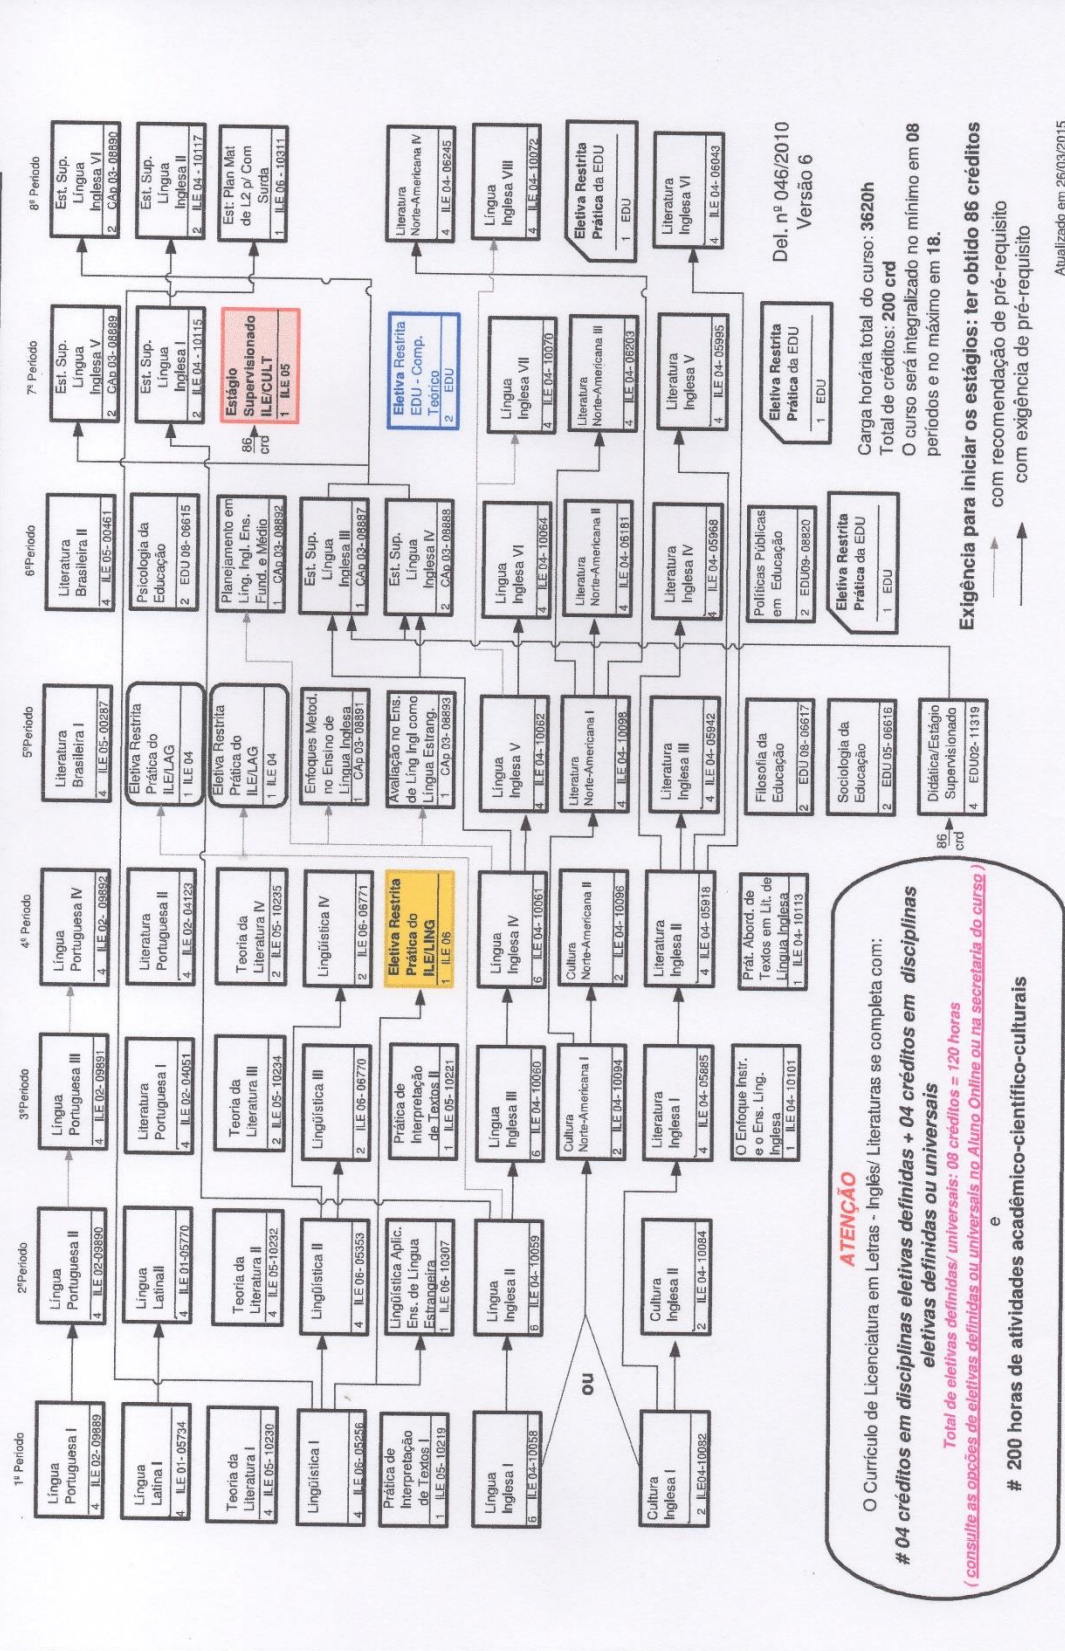 1º Periodo
Língua
Portuguesa I
4 ILE 02- 09889
Língua
Latina I
4 ILE 01- 05734
Teoria da
Literatura I
4 ILE 05- 10230
Lingüística I
4 ILE 06- 05256
Prática de
Interpretação
de Textos I
1 ILE 05- 10219
Língua
Inglesa I
6 ILE 04-10058
ou
Cultura
Inglesa I
2 ILE04-10082
2ºPeriodo
Língua
Portuguesa II
4 ILE 02-09890
Língua
LatinaII
4 ILE 01-05770
Teoria da
Literatura II
4 ILE 05-10232
Lingüística II
4 ILE 06- 05353
Lingüística Aplic.
Ens. de Língua
Estrangeira
1 ILE 06- 10307
Língua
Inglesa II
6 ILE 04- 10059
Cultura
Inglesa II
2 ILE 04- 10084
3ºPeriodo
Língua
Portuguesa III
4 ILE 02- 09891
Literatura
Portuguesa I
4 ILE 02- 04051
Teoria da
Literatura III
2 ILE 05- 10234
Lingüística III
2 ILE 06- 06770
Prática de
Interpretação
de Textos II
1 ILE 05- 10221
Língua
Inglesa III
6 ILE 04- 10060
Cultura
Norte-Americana I
2 ILE 04- 10094
Literatura
Inglesa I
4 ILE 04- 05885
O Enfoque Instr.
e o Ens. Ling.
Inglesa
1 ILE 04- 10101
4º Periodo
Língua
Portuguesa IV
4 ILE 02- 09892
Literatura
Portuguesa II
4 ILE 02- 04123
Teoria da
Literatura IV
2 ILE 05- 10235
Lingüística IV
2 ILE 06- 06771
Eletiva Restrita
Prática do
ILE/LING
1 ILE 06
Língua
Inglesa IV
6 ILE 04- 10061
Cultura
Norte-Americana II
2 ILE 04- 10096
Literatura
Inglesa II
4 ILE 04- 05918
Prát. Abord. de
Textos em Lit. de
Língua Inglesa
1 ILE 04- 10113
5ºPeriodo
Literatura
Brasileira I
4 ILE 05- 00287
Eletiva Restrita
Prática do
ILE/LAG
1 ILE 04
Eletiva Restrita
Prática do
ILE/LAG
1 ILE 04
Enfoques Metod.
no Ensino de
Língua Inglesa
1 CAp 03- 08891
Avaliação no Ens.
de Ling Ingl como
Língua Estrang.
1 CAp 03- 08893
Língua
Inglesa V
4 ILE 04- 10062
Literatura
Norte-Americana I
4 ILE 04- 10098
Literatura
Inglesa III
4 ILE 04- 05942
Filosofia da
Educação
2 EDU 08- 06617
Sociologia da
Educação
2 EDU 05- 06616
86
crd
Didática/Estágio
Supervisionado
4 EDU02- 11319
6ºPeriodo
Literatura
Brasileira II
4 ILE 05- 00461
Psicologia da
Educação
2 EDU 08- 06615
Planejamento em
Ling. Ingl. Ens.
Fund. e Médio
1 CAp 03- 08892
Est. Sup.
Língua
Inglesa III
1 CAp 03- 08887
Est. Sup.
Língua
Inglesa IV
2 CAp 03- 08888
Língua
Inglesa VI
4 ILE 04- 10064
Literatura
Norte-Americana II
4 ILE 04- 06181
Literatura
Inglesa IV
4 ILE 04- 05968
Políticas Públicas
em Educação
2 EDU09- 08820
Eletiva Restrita
Prática da EDU
1 EDU
7º Periodo
Est. Sup.
Língua
Inglesa V
2 CAp 03- 08889
Est. Sup.
Língua
Inglesa I
2 ILE 04 - 10115
86
crd
Estágio
Supervisionado
ILE/CULT
1 ILE 05
Eletiva Restrita
EDU - Comp.
Teórico
2 EDU
Língua
Inglesa VII
4 ILE 04- 10070
Literatura
Norte-Americana III
4 ILE 04- 06203
Literatura
Inglesa V
4 ILE 04- 05995
Eletiva Restrita
Prática da EDU
1 EDU
8º Periodo
Est. Sup.
Língua
Inglesa VI
2 CAp 03- 08890
Est. Sup.
Língua
Inglesa II
2 ILE 04 - 10117
Est: Plan Mat
de L2 p/ Com
Surda
1 ILE 06 - 10311
Literatura
Norte-Americana IV
4 ILE 04- 06245
Língua
Inglesa VIII
4 ILE 04- 10072
Eletiva Restrita
Prática da EDU
1 EDU
Literatura
Inglesa VI
4 ILE 04- 06043
Del. nº 046/2010
Versão 6
Carga horária total do curso: 3620h
Total de créditos: 200 crd
O curso será integralizado no mínimo em 08
períodos e no máximo em 18.
Exigência para iniciar os estágios: ter obtido 86 créditos
com recomendação de pré-requisito
com exigência de pré-requisito
Atualizado em 26/03/2015
ATENÇÃO
O Currículo de Licenciatura em Letras - Inglês/ Literaturas se completa com:
# 04 créditos em disciplinas eletivas definidas + 04 créditos em disciplinas
eletivas definidas ou universais
Total de eletivas definidas/ universais: 08 créditos = 120 horas
( consulte as opções de eletivas definidas ou universais no Aluno Online ou na secretaria do curso )
e
# 200 horas de atividades acadêmico-científico-culturais